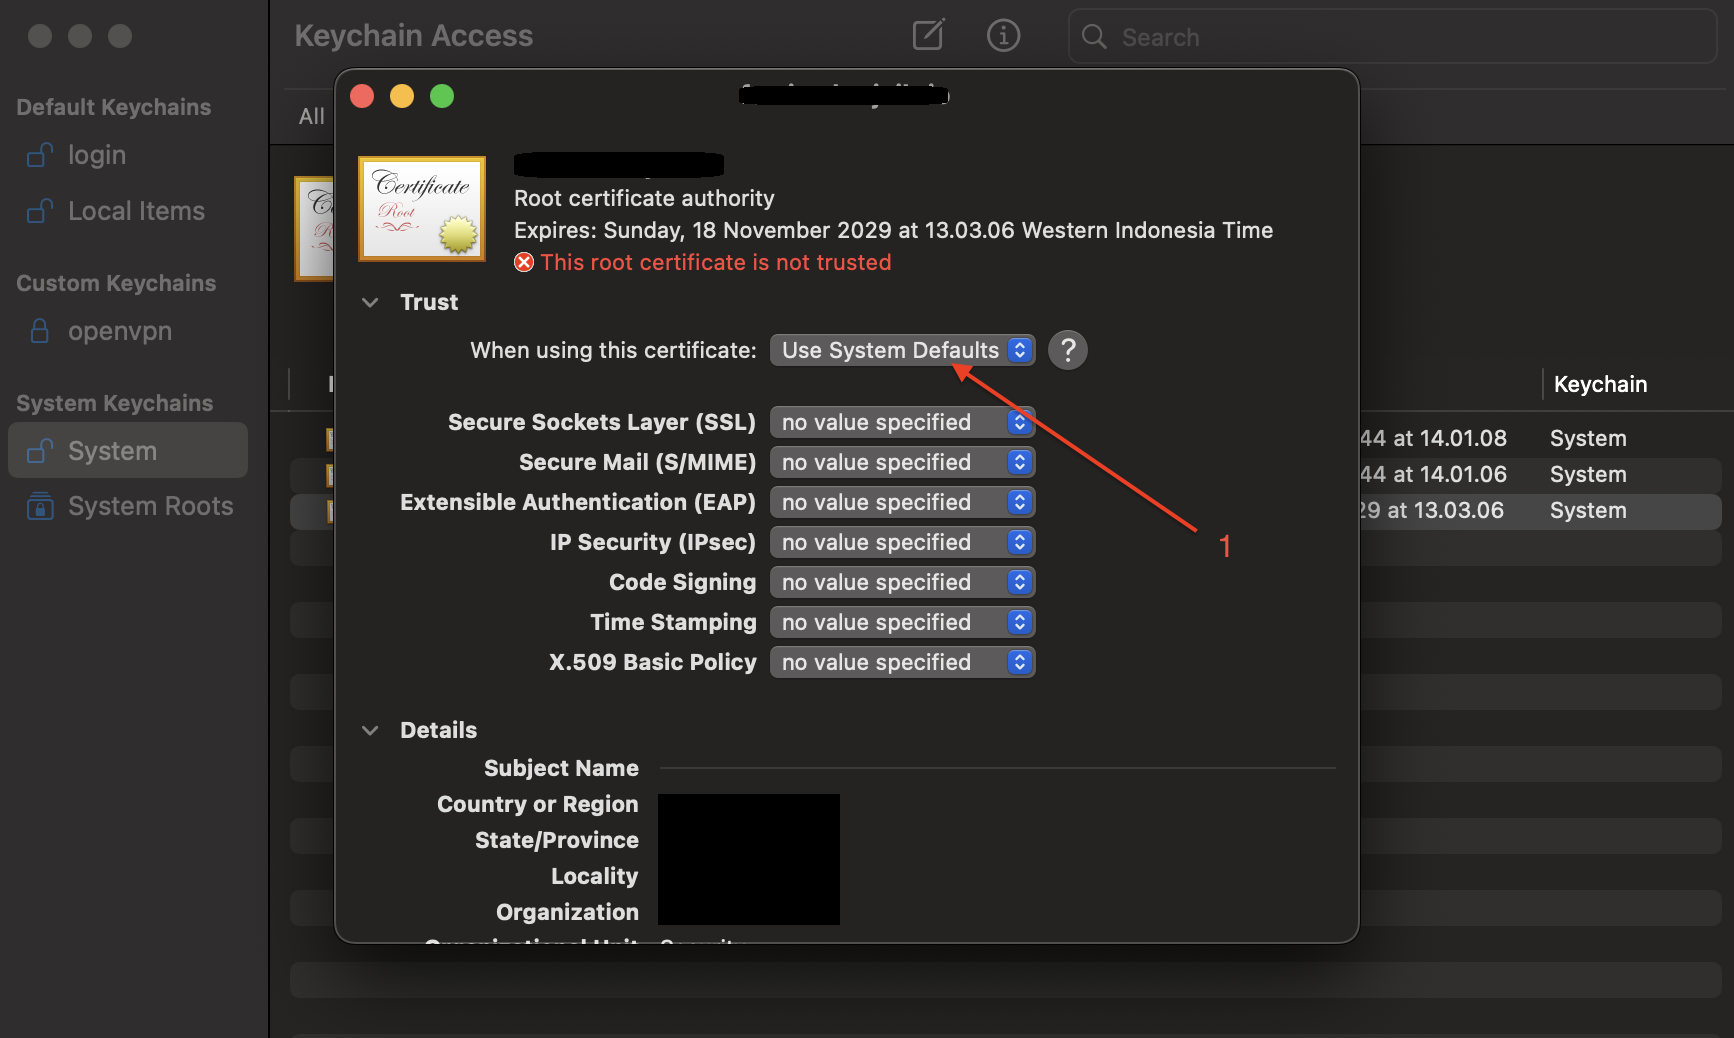 Keychain Access
Search
Default Keychains
login
Local Items
Custom Keychains
openvpn
System Keychains
System
System Roots
All
Certificate
Root
Root certificate authority
Expires: Sunday, 18 November 2029 at 13.03.06 Western Indonesia Time
This root certificate is not trusted
Trust
When using this certificate: Use System Defaults ?
Secure Sockets Layer (SSL) no value specified
Secure Mail (S/MIME) no value specified
Extensible Authentication (EAP) no value specified
IP Security (IPsec) no value specified
Code Signing no value specified
Time Stamping no value specified
X.509 Basic Policy no value specified
1
Details
Subject Name
Country or Region
State/Province
Locality
Organization
Organizational Unit Security
Keychain
44 at 14.01.08 System
44 at 14.01.06 System
29 at 13.03.06 System